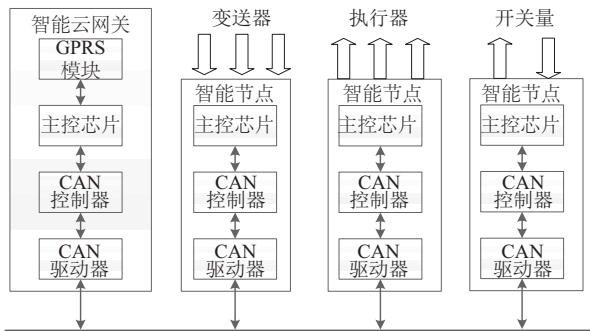 智能云网关
GPRS
模块
主控芯片
CAN
控制器
CAN
驱动器
变送器
智能节点
主控芯片
CAN
控制器
CAN
驱动器
执行器
智能节点
主控芯片
CAN
控制器
CAN
驱动器
开关量
智能节点
主控芯片
CAN
控制器
CAN
驱动器